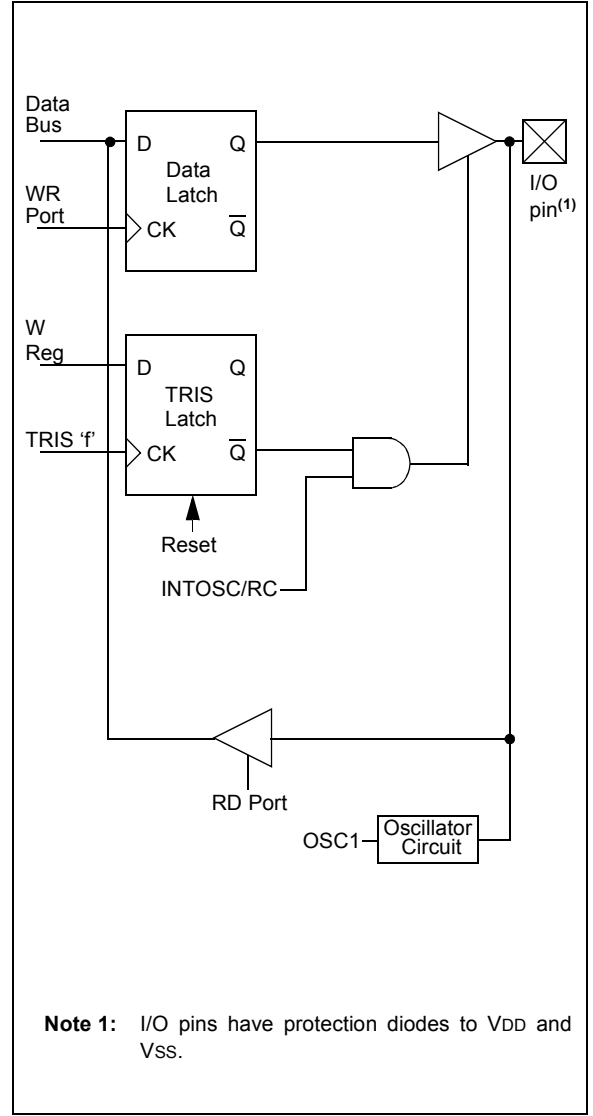 Data
Bus
D
Q
Data
Latch
WR
Port
CK
Q̅
I/O
pin(1)
W
Reg
D
Q
TRIS
Latch
TRIS ‘f’
CK
Q̅
Reset
INTOSC/RC
RD Port
OSC1
Oscillator
Circuit
Note 1: I/O pins have protection diodes to VDD and
VSS.